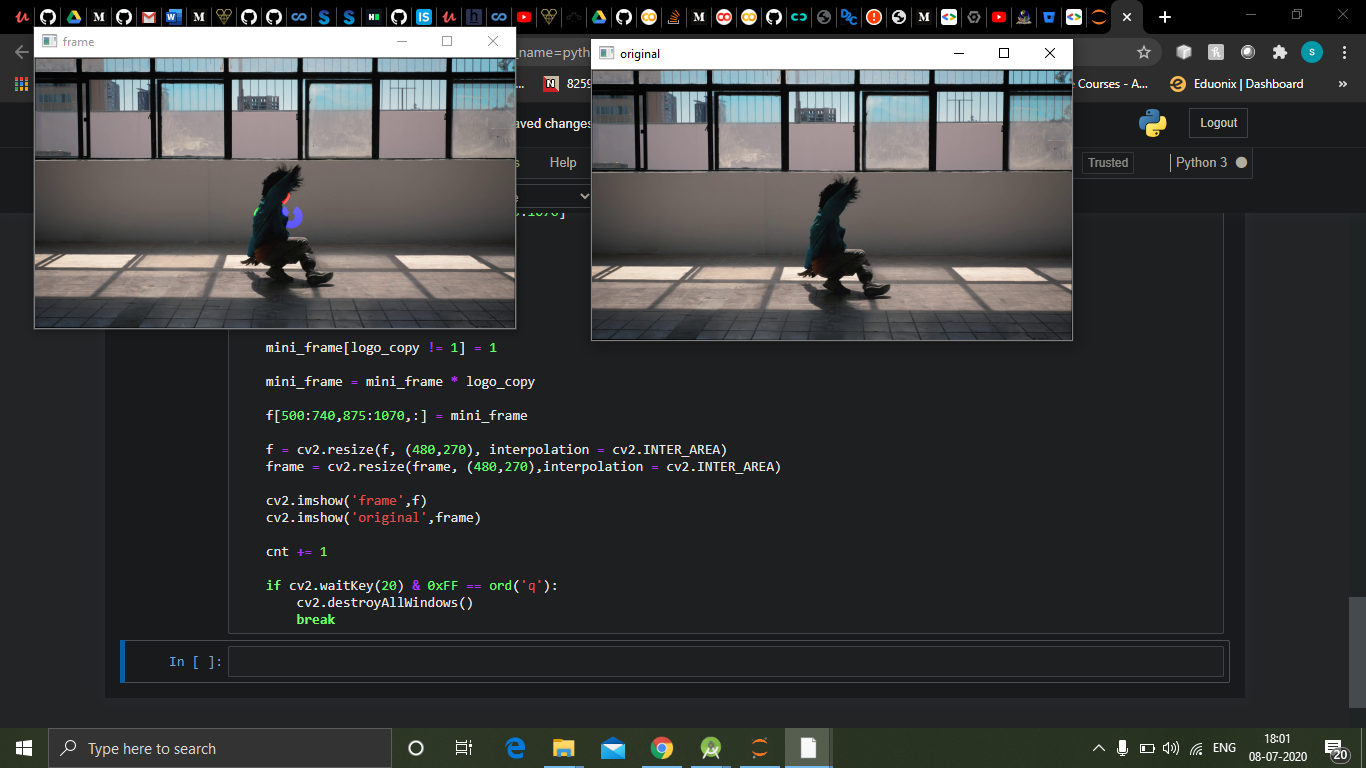 frame
original
_name=pyth
8259
e Courses - A...
Eduonix | Dashboard
»
aved changes
Logout
Help
Trusted
Python 3
mini_frame[logo_copy != 1] = 1
mini_frame = mini_frame * logo_copy
f[500:740,875:1070,:] = mini_frame
f = cv2.resize(f, (480,270), interpolation = cv2.INTER_AREA)
frame = cv2.resize(frame, (480,270),interpolation = cv2.INTER_AREA)
cv2.imshow('frame',f)
cv2.imshow('original',frame)
cnt += 1
if cv2.waitKey(20) & 0xFF == ord('q'):
cv2.destroyAllWindows()
break
In [ ]:
Type here to search
ENG
18:01
08-07-2020
20